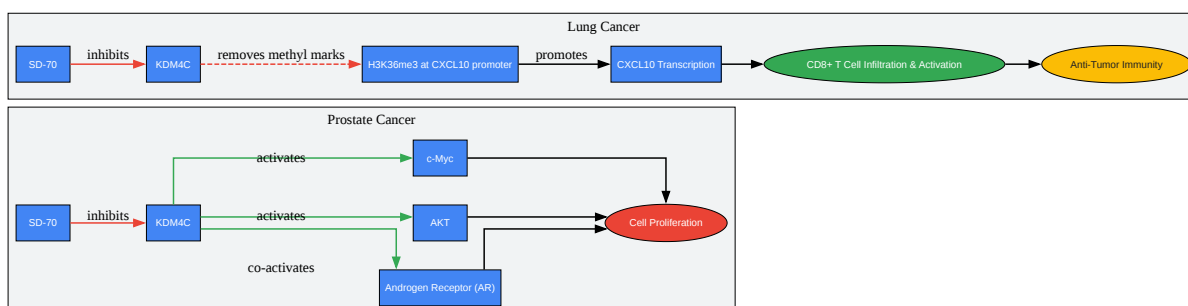 Lung Cancer
SD-70
inhibits
KDM4C
removes methyl marks
H3K36me3 at CXCL10 promoter
promotes
CXCL10 Transcription
CD8+ T Cell Infiltration & Activation
Anti-Tumor Immunity
Prostate Cancer
activates
c-Myc
SD-70
inhibits
KDM4C
activates
AKT
Cell Proliferation
co-activates
Androgen Receptor (AR)